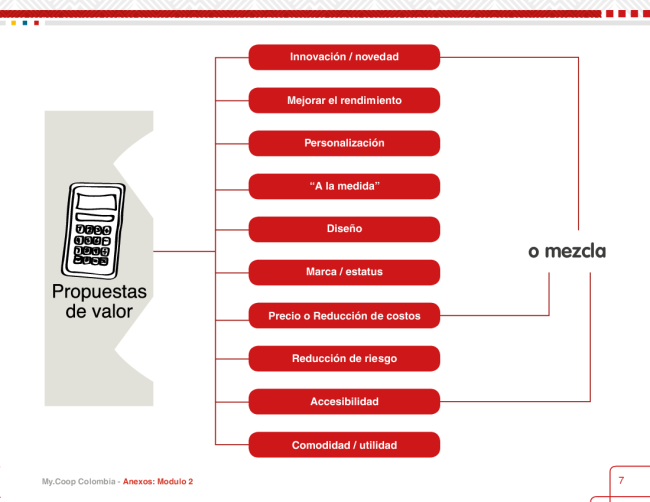 Innovación / novedad
Mejorar el rendimiento
Personalización
“A la medida”
Diseño
Marca / estatus
Precio o Reducción de costos
Reducción de riesgo
Accesibilidad
Comodidad / utilidad
Propuestas
de valor
o mezcla
My.Coop Colombia - Anexos: Modulo 2
7